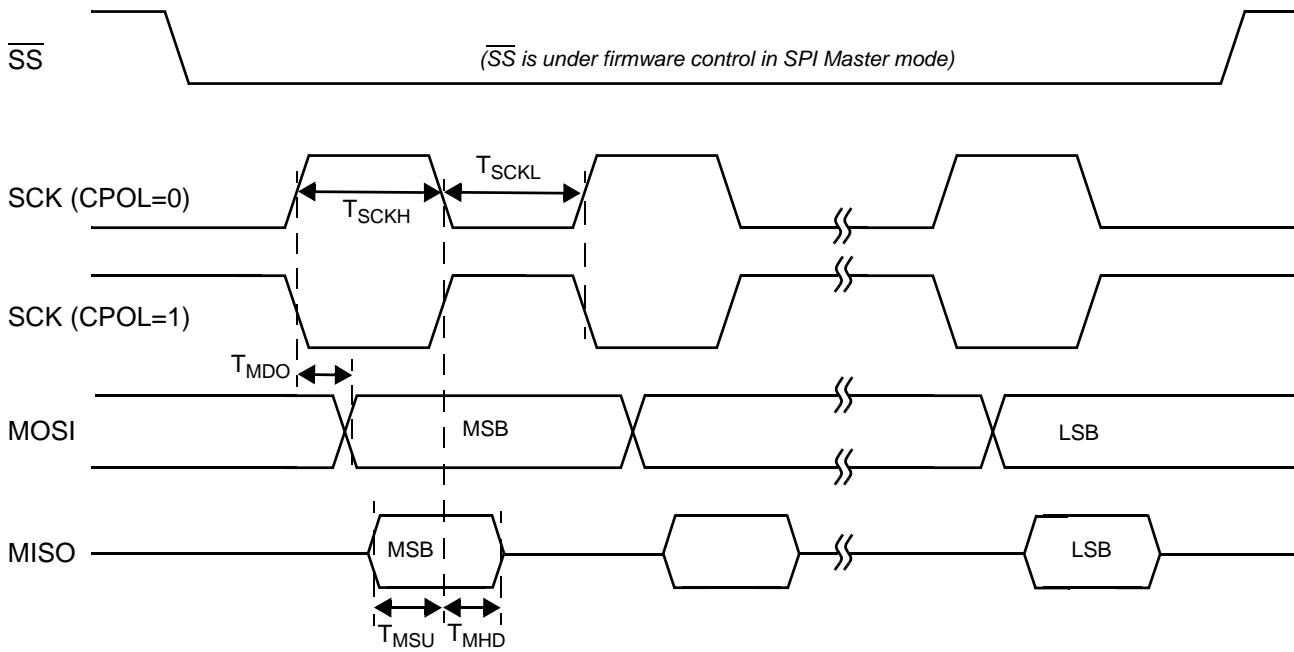 SS
(SS is under firmware control in SPI Master mode)
SCK (CPOL=0)
TSCKH
TSCKL
SCK (CPOL=1)
TMDO
MOSI
MSB
LSB
MISO
MSB
LSB
TMSU
TMHD